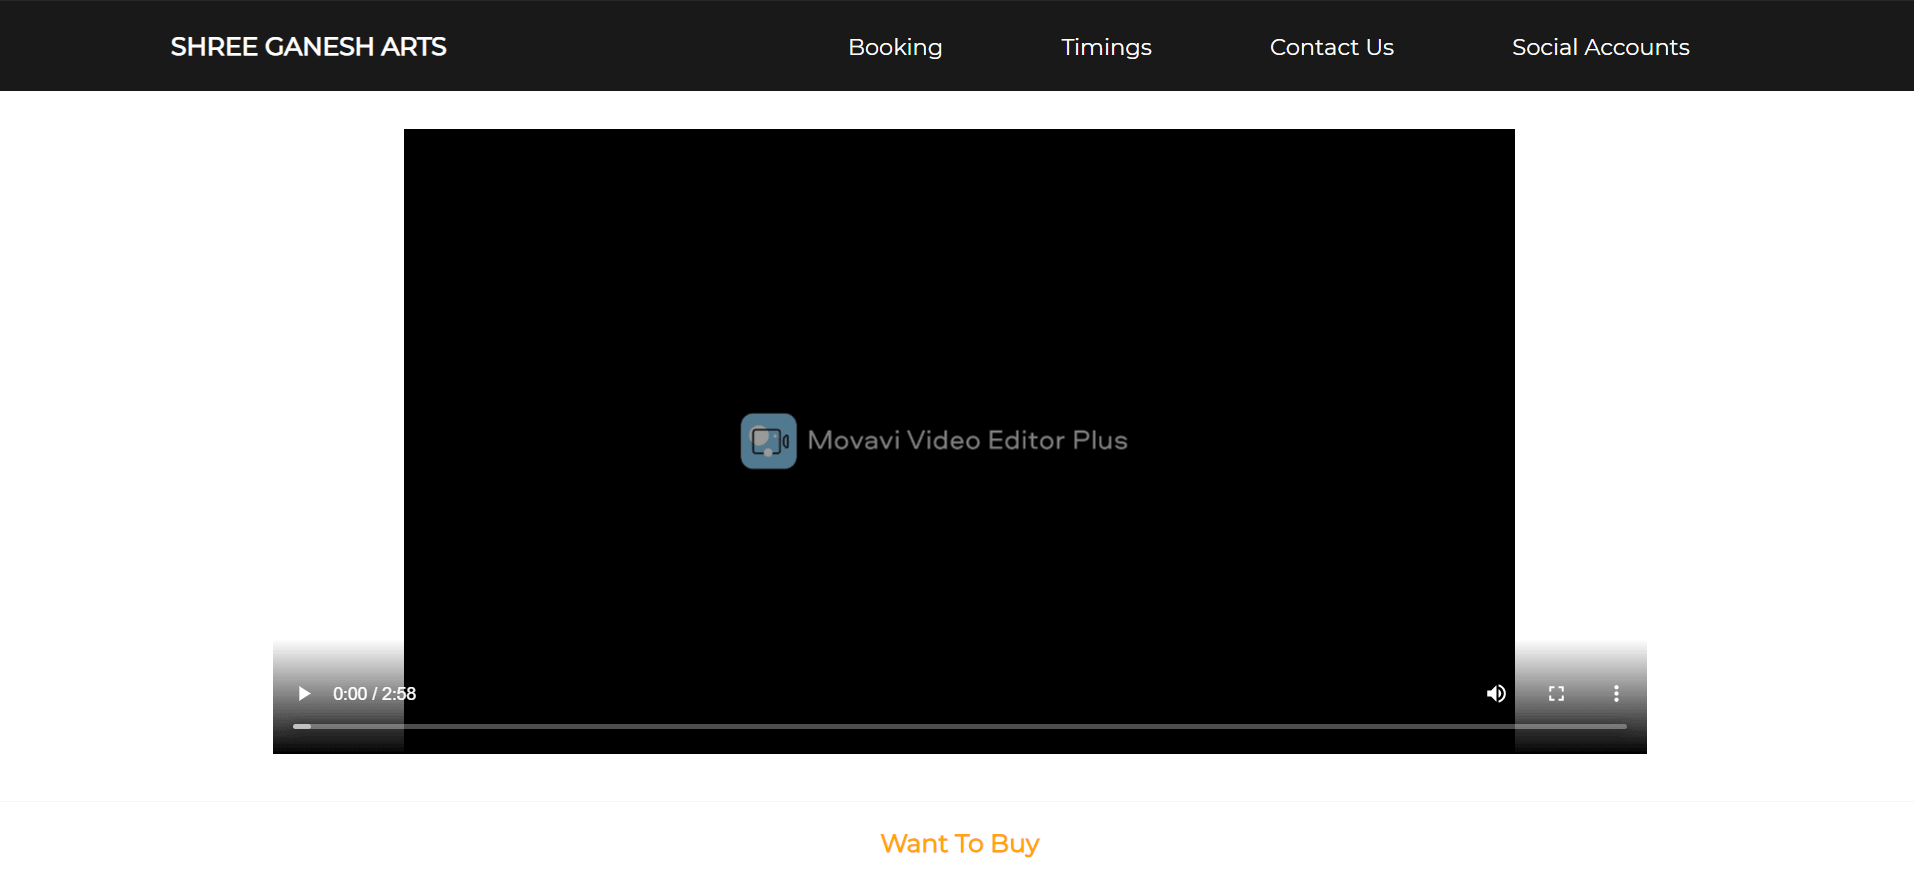 SHREE GANESH ARTS Booking Timings Contact Us Social Accounts
Movavi Video Editor Plus
0:00 / 2:58
Want To Buy